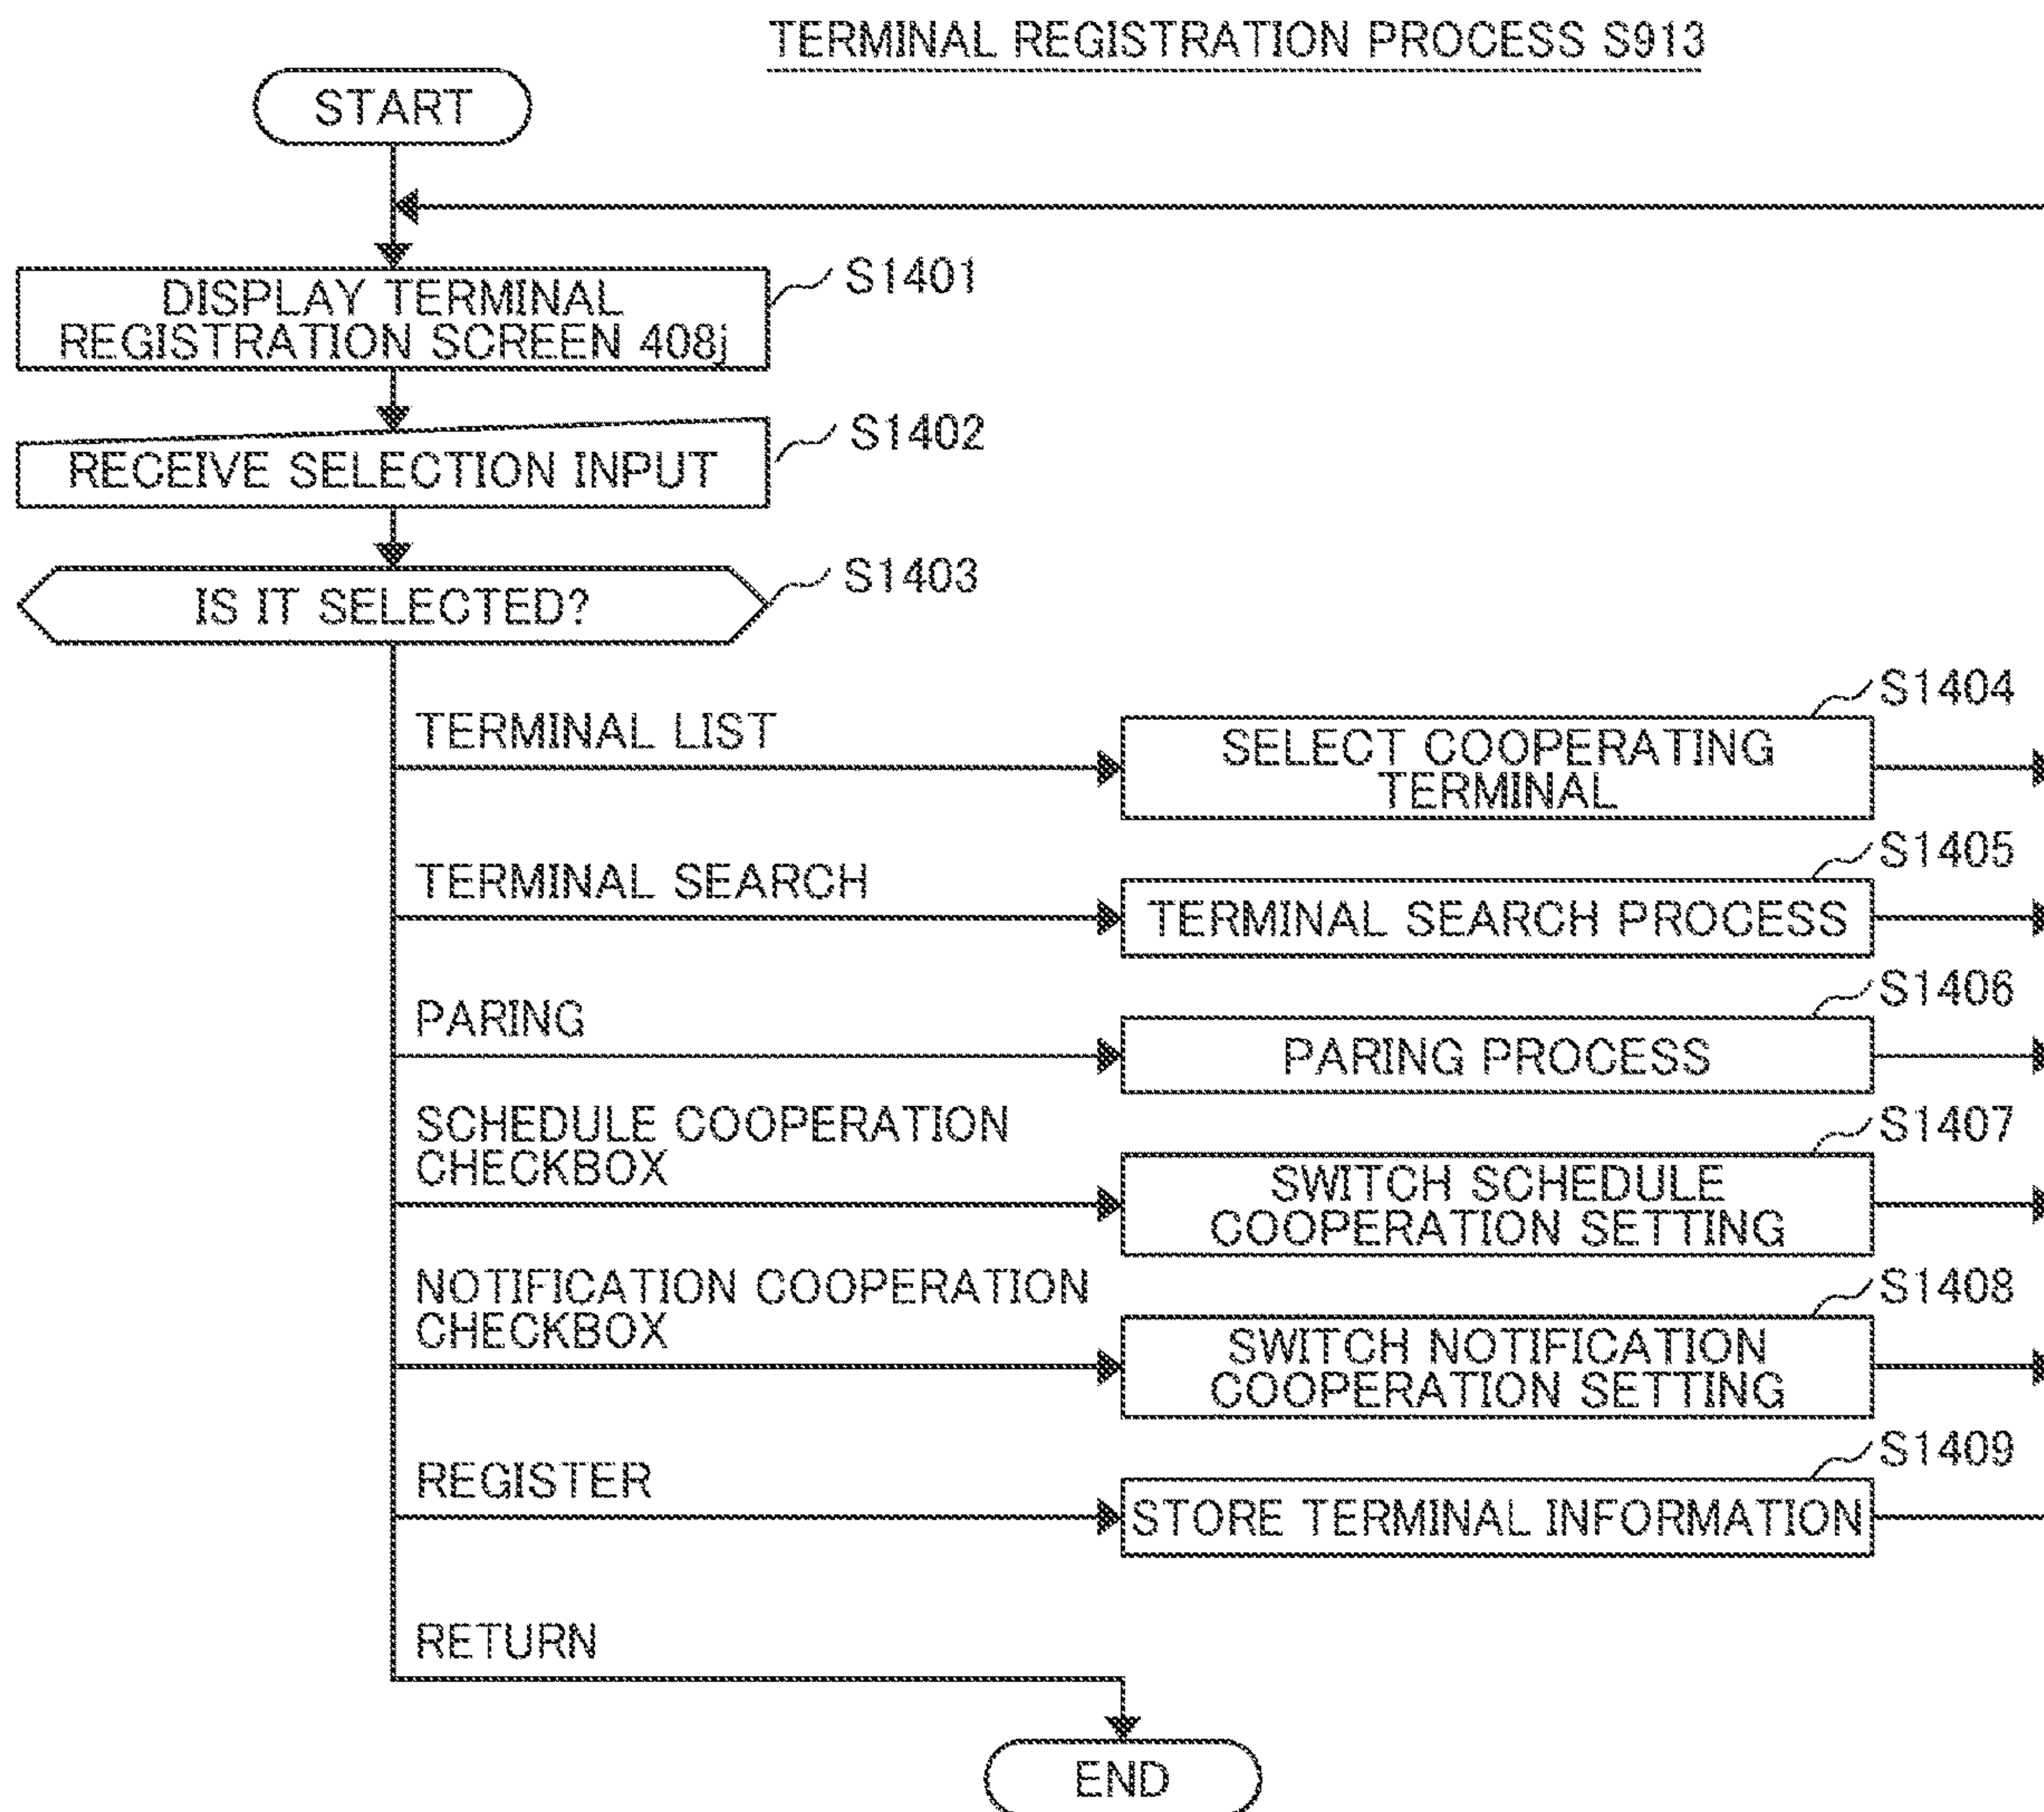 TERMINAL REGISTRATION PROCESS S913
START
DISPLAY TERMINAL
REGISTRATION SCREEN 408j
S1401
RECEIVE SELECTION INPUT
S1402
IS IT SELECTED?
S1403
TERMINAL LIST
SELECT COOPERATING
TERMINAL
S1404
TERMINAL SEARCH
TERMINAL SEARCH PROCESS
S1405
PARING
PARING PROCESS
S1406
SCHEDULE COOPERATION
CHECKBOX
SWITCH SCHEDULE
COOPERATION SETTING
S1407
NOTIFICATION COOPERATION
CHECKBOX
SWITCH NOTIFICATION
COOPERATION SETTING
S1408
REGISTER
STORE TERMINAL INFORMATION
S1409
RETURN
END